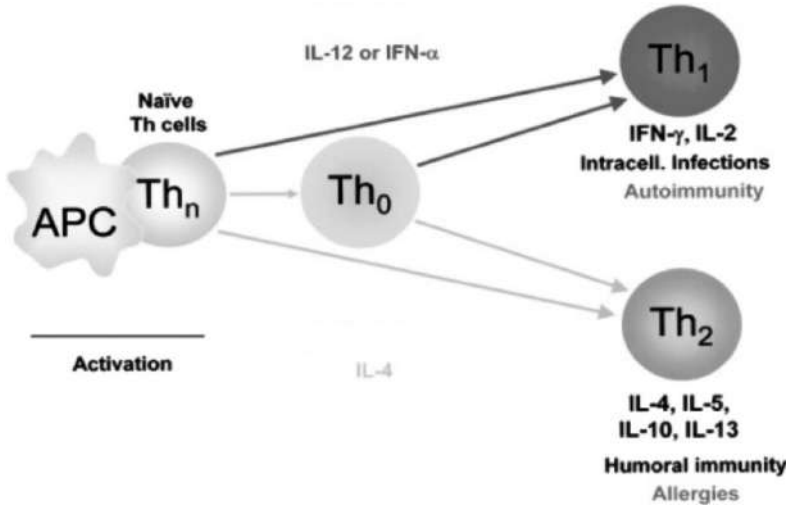 IL-12 or IFN-α
Naïve
Th cells
APC
Thₙ
Th₀
Th₁
IFN-γ, IL-2
Intracell. Infections
Autoimmunity
Activation
IL-4
Th₂
IL-4, IL-5,
IL-10, IL-13
Humoral immunity
Allergies